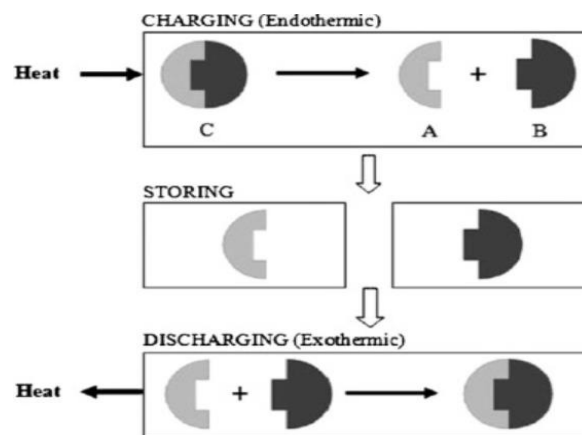 CHARGING (Endothermic)
Heat
+
C
A
B
STORING
DISCHARGING (Exothermic)
Heat
+